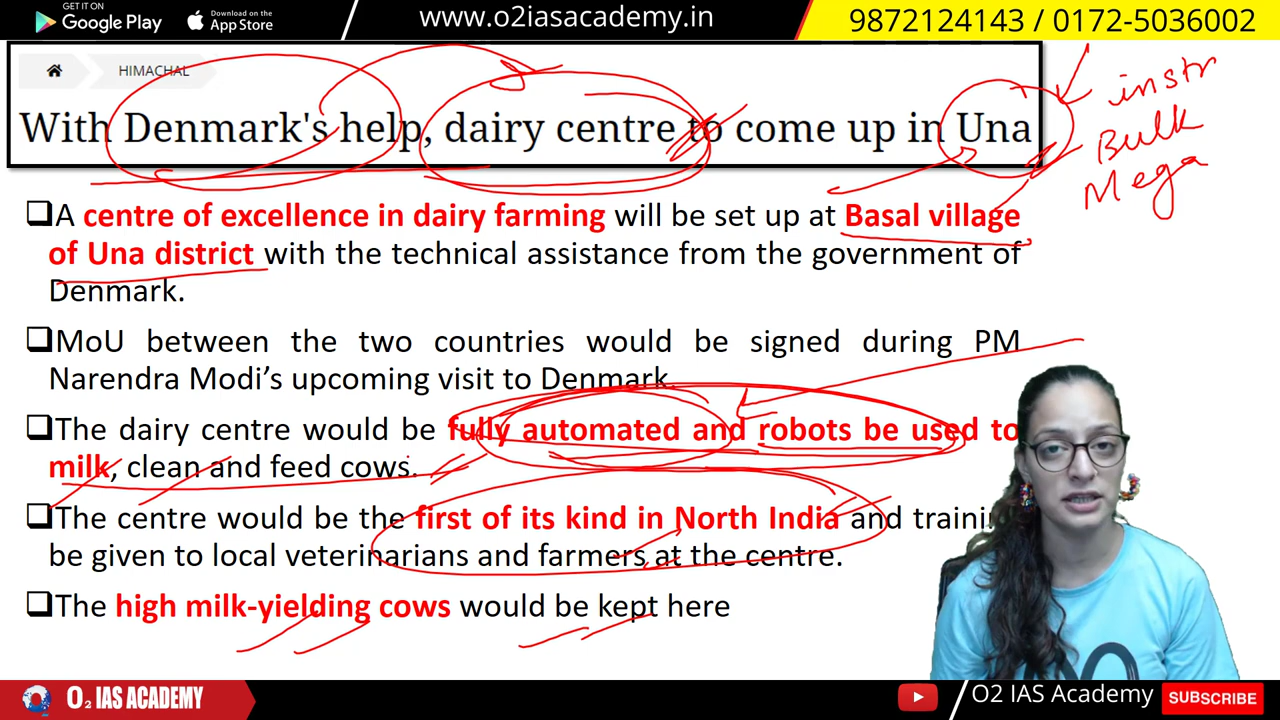 GET IT ON
Google Play
Download on the
App Store
www.o2iasacademy.in
9872124143 / 0172-5036002
HIMACHAL
With Denmark's help, dairy centre to come up in Una
instr
Bulk
Mega
❑A centre of excellence in dairy farming will be set up at Basal village
of Una district with the technical assistance from the government of
Denmark.
❑MoU between the two countries would be signed during PM
Narendra Modi’s upcoming visit to Denmark.
❑The dairy centre would be fully automated and robots be used to
milk, clean and feed cows.
❑The centre would be the first of its kind in North India and trainin
be given to local veterinarians and farmers at the centre.
❑The high milk-yielding cows would be kept here
O2 IAS ACADEMY
O2 IAS Academy
SUBSCRIBE